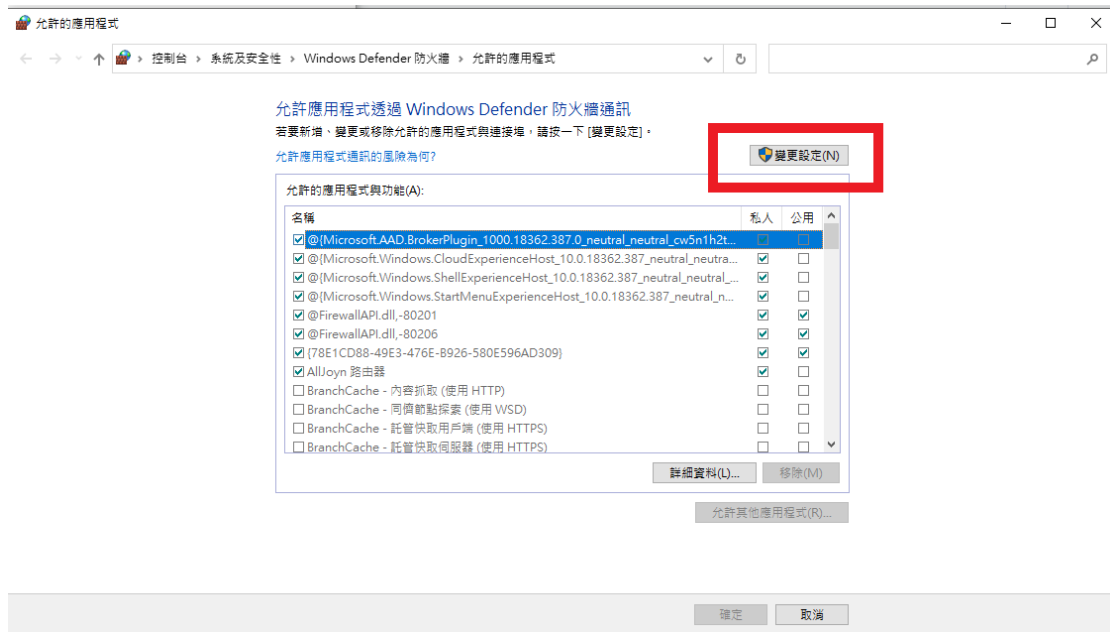 允許的應用程式
控制台 › 系統及安全性 › Windows Defender 防火牆 › 允許的應用程式
允許應用程式透過 Windows Defender 防火牆通訊
若要新增、變更或移除允許的應用程式與連接埠，請按一下 [變更設定]。
允許應用程式通訊的風險為何?
變更設定(N)
允許的應用程式與功能(A):
名稱 私人 公用
@{Microsoft.AAD.BrokerPlugin_1000.18362.387.0_neutral_neutral_cw5n1h2t...
@{Microsoft.Windows.CloudExperienceHost_10.0.18362.387_neutral_neutra...
@{Microsoft.Windows.ShellExperienceHost_10.0.18362.387_neutral_neutral_...
@{Microsoft.Windows.StartMenuExperienceHost_10.0.18362.387_neutral_n...
@FirewallAPI.dll,-80201
@FirewallAPI.dll,-80206
{78E1CD88-49E3-476E-B926-580E596AD309}
AllJoyn 路由器
BranchCache - 內容抓取 (使用 HTTP)
BranchCache - 同儕節點探索 (使用 WSD)
BranchCache - 託管快取用戶端 (使用 HTTPS)
BranchCache - 託管快取伺服器 (使用 HTTPS)
詳細資料(L)... 移除(M)
允許其他應用程式(R)...
確定 取消